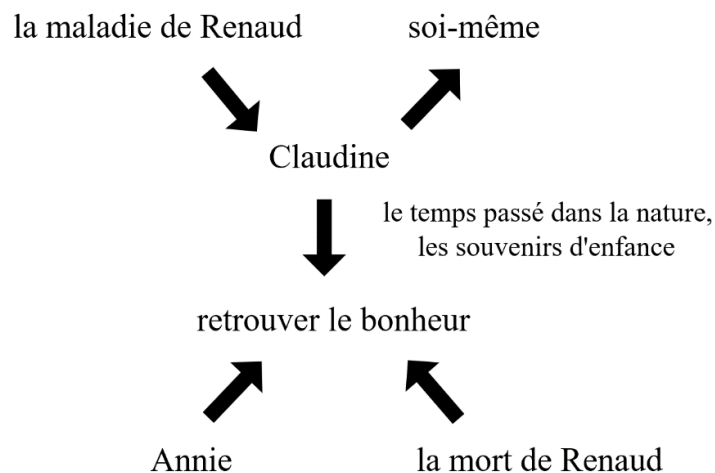 la maladie de Renaud
soi-même
Claudine
le temps passé dans la nature,
les souvenirs d'enfance
retrouver le bonheur
Annie
la mort de Renaud